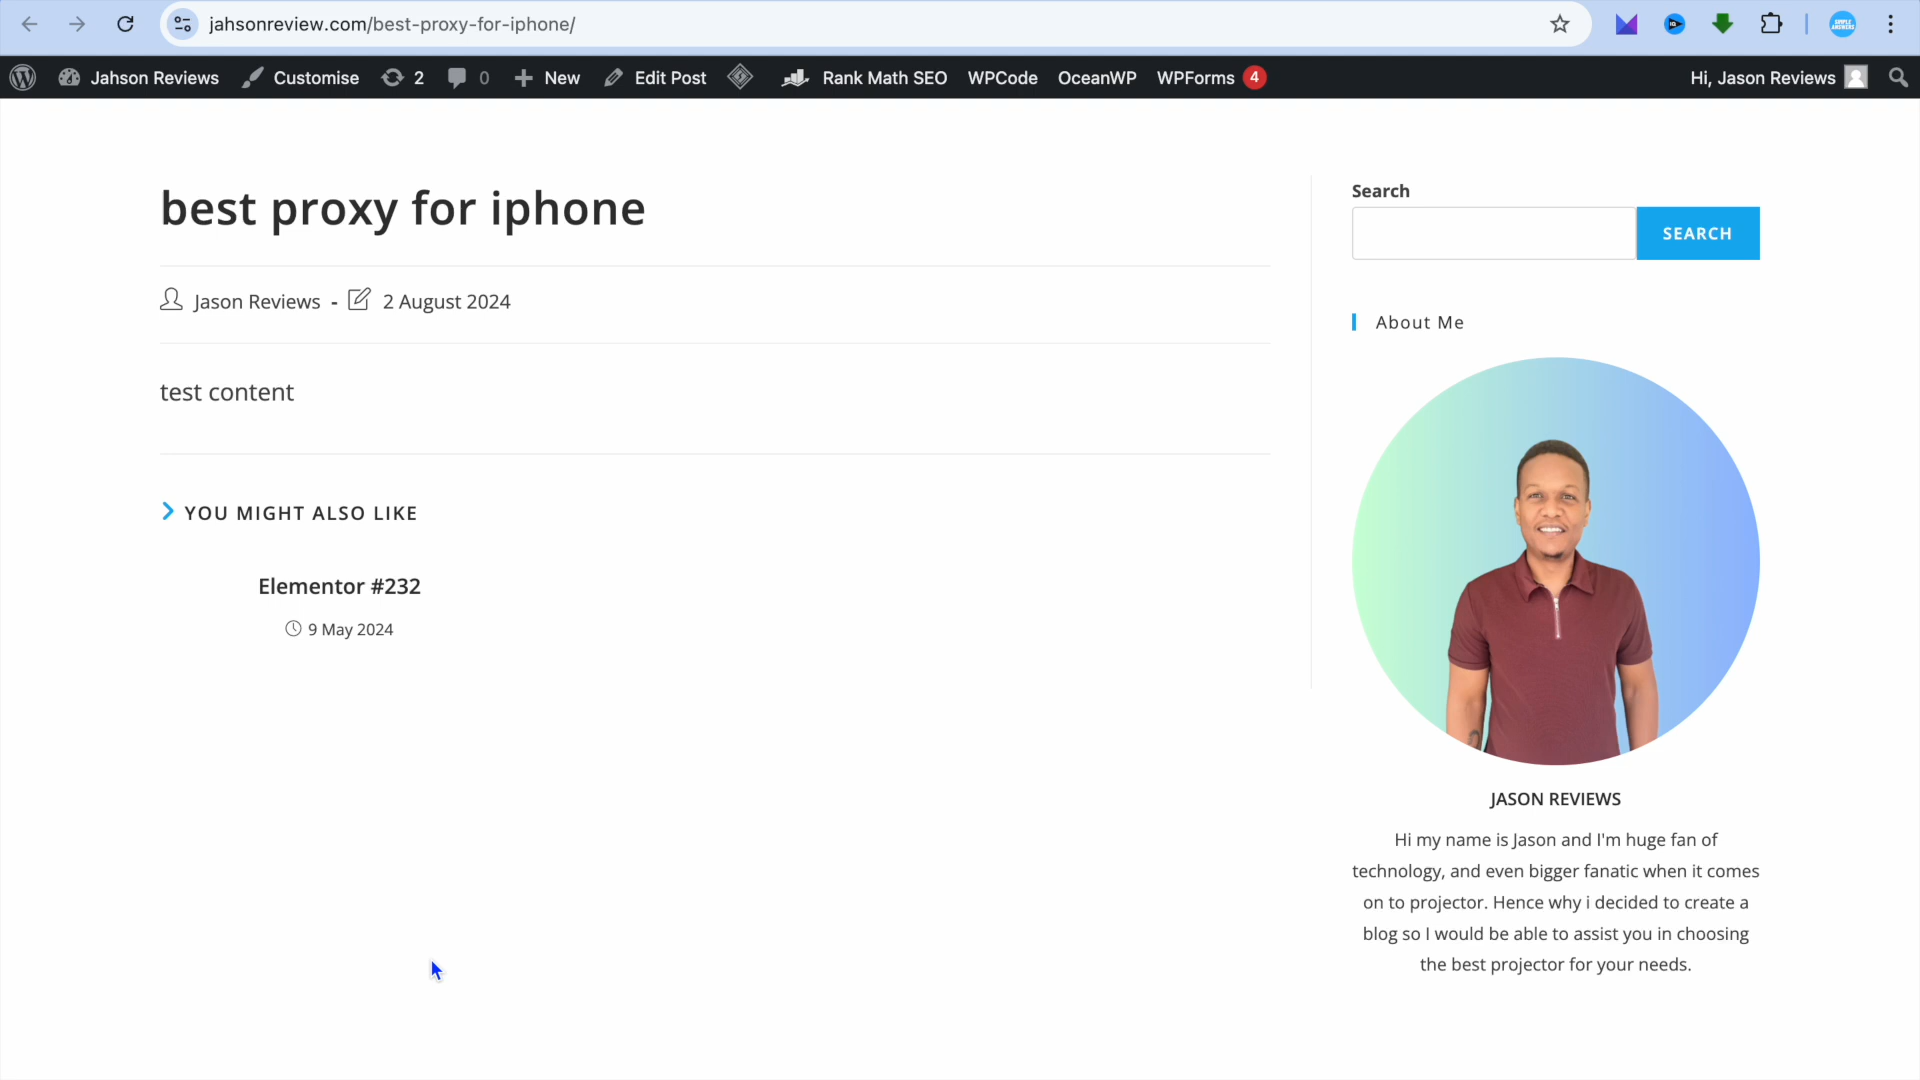 jahsonreview.com/best-proxy-for-iphone/
Jahson Reviews Customise 2 0 New Edit Post Rank Math SEO WPCode OceanWP WPForms 4 Hi, Jason Reviews
best proxy for iphone
Jason Reviews - 2 August 2024
test content
YOU MIGHT ALSO LIKE
Elementor #232
9 May 2024
Search
SEARCH
About Me
JASON REVIEWS
Hi my name is Jason and I'm huge fan of
technology, and even bigger fanatic when it comes
on to projector. Hence why i decided to create a
blog so I would be able to assist you in choosing
the best projector for your needs.